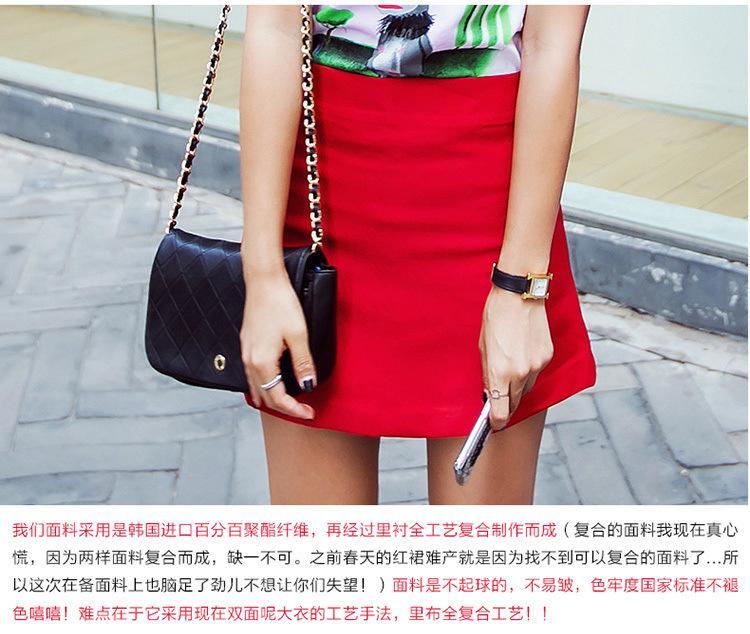 我们面料采用是韩国进口百分百聚酯纤维，再经过里衬全工艺复合制作而成（复合的面料我现在真心
慌，因为两样面料复合而成，缺一不可。之前春天的红裙难产就是因为找不到可以复合的面料了...所
以这次在备面料上也脑足了劲儿不想让你们失望！）面料是不起球的，不易皱，色牢度国家标准不褪
色嘻嘻！难点在于它采用现在双面呢大衣的工艺手法，里布全复合工艺！！